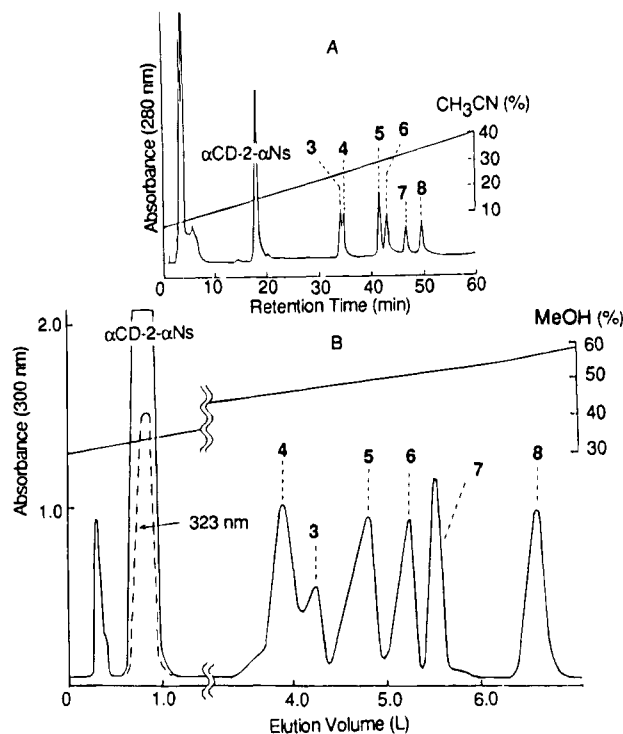 A
Absorbance (280 nm)
αCD-2-αNs
3 4 5 6
7 8
CH₃CN (%)
40
30
20
10
0 10 20 30 40 50 60
Retention Time (min)
B
Absorbance (300 nm)
2.0
1.0
αCD-2-αNs
323 nm
4 3 5 6 7 8
MeOH (%)
60
50
40
30
0 1.0 4.0 5.0 6.0
Elution Volume (L)